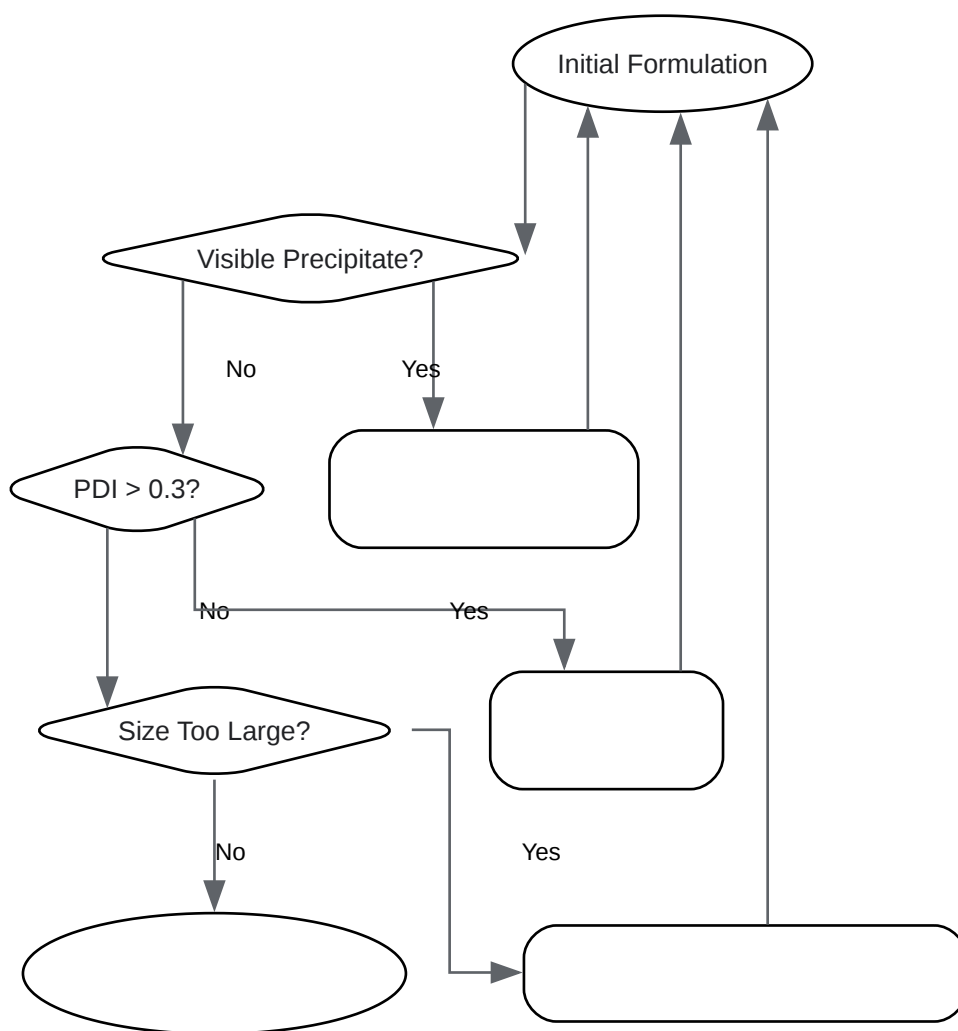 Initial Formulation
Visible Precipitate?
No
Yes
PDI > 0.3?
No
Yes
Size Too Large?
No
Yes